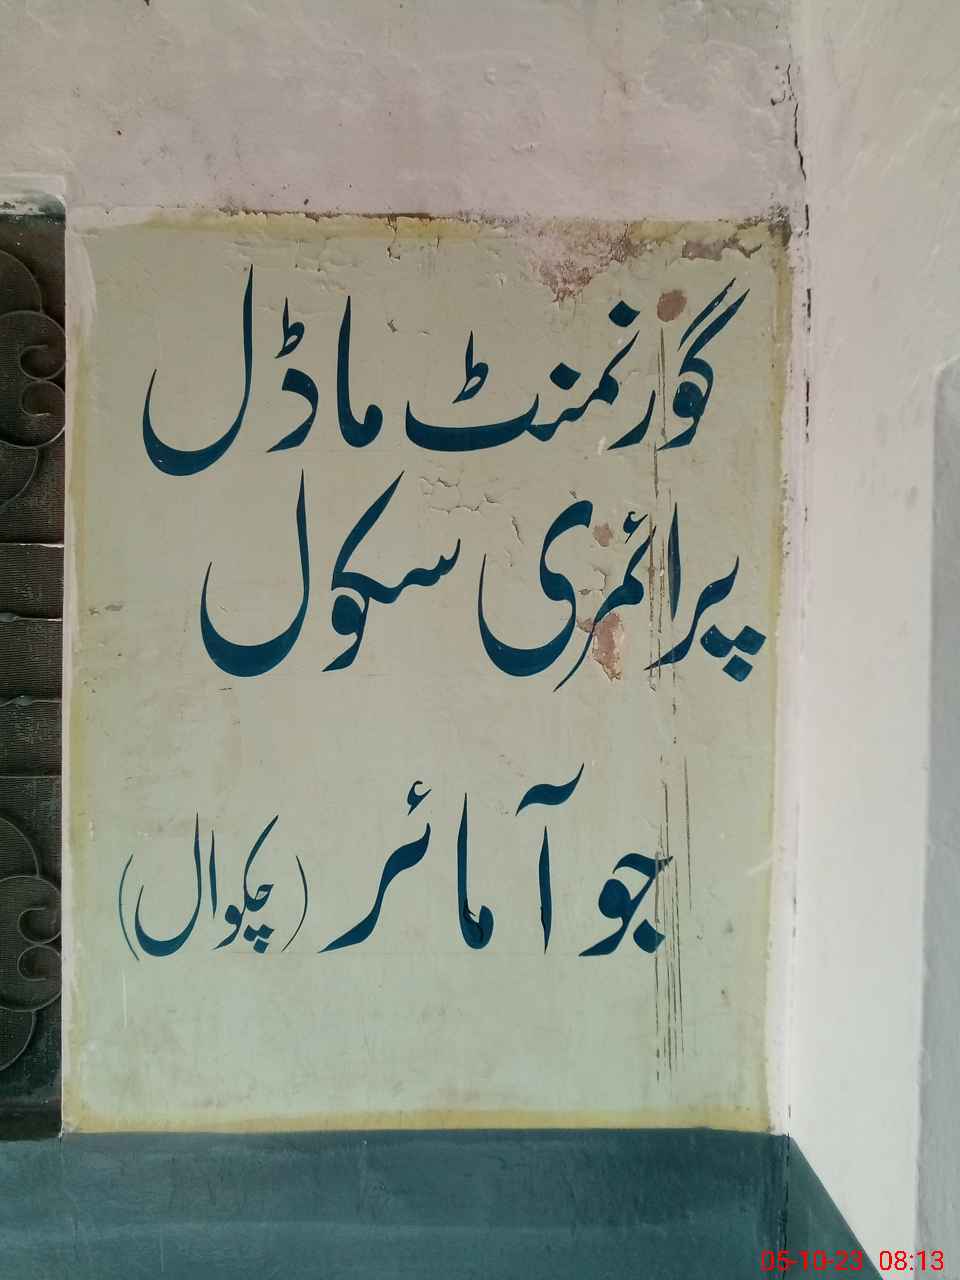 گورنمنٹ ماڈل
پرائمری سکول
جو آمائر (چکوال)
05-10-23 08:13